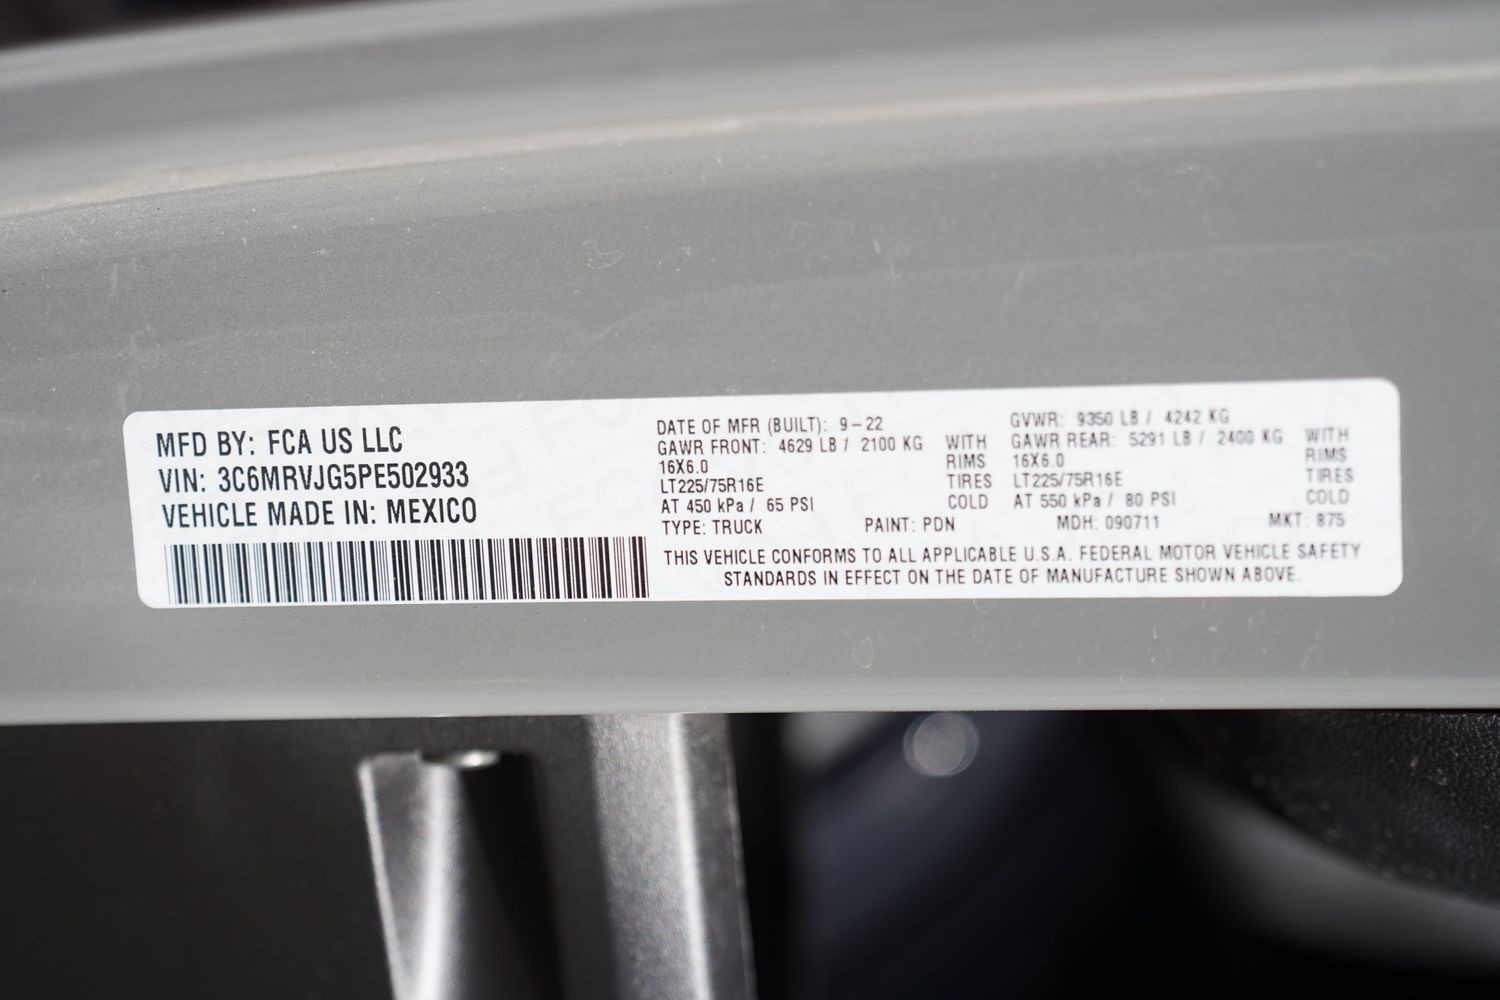 MFD BY: FCA US LLC
VIN: 3C6MRVJG5PE502933
VEHICLE MADE IN: MEXICO
DATE OF MFR (BUILT): 9-22
GAWR FRONT: 4629 LB / 2100 KG WITH
16X6.0 RIMS
LT225/75R16E TIRES
AT 450 kPa / 65 PSI COLD
GVWR: 9350 LB / 4242 KG
GAWR REAR: 5291 LB / 2400 KG WITH
16X6.0 RIMS
LT225/75R16E TIRES
AT 550 kPa / 80 PSI COLD
TYPE: TRUCK PAINT: PDN MDH: 090711 MKT: 875
THIS VEHICLE CONFORMS TO ALL APPLICABLE U.S.A. FEDERAL MOTOR VEHICLE SAFETY
STANDARDS IN EFFECT ON THE DATE OF MANUFACTURE SHOWN ABOVE.